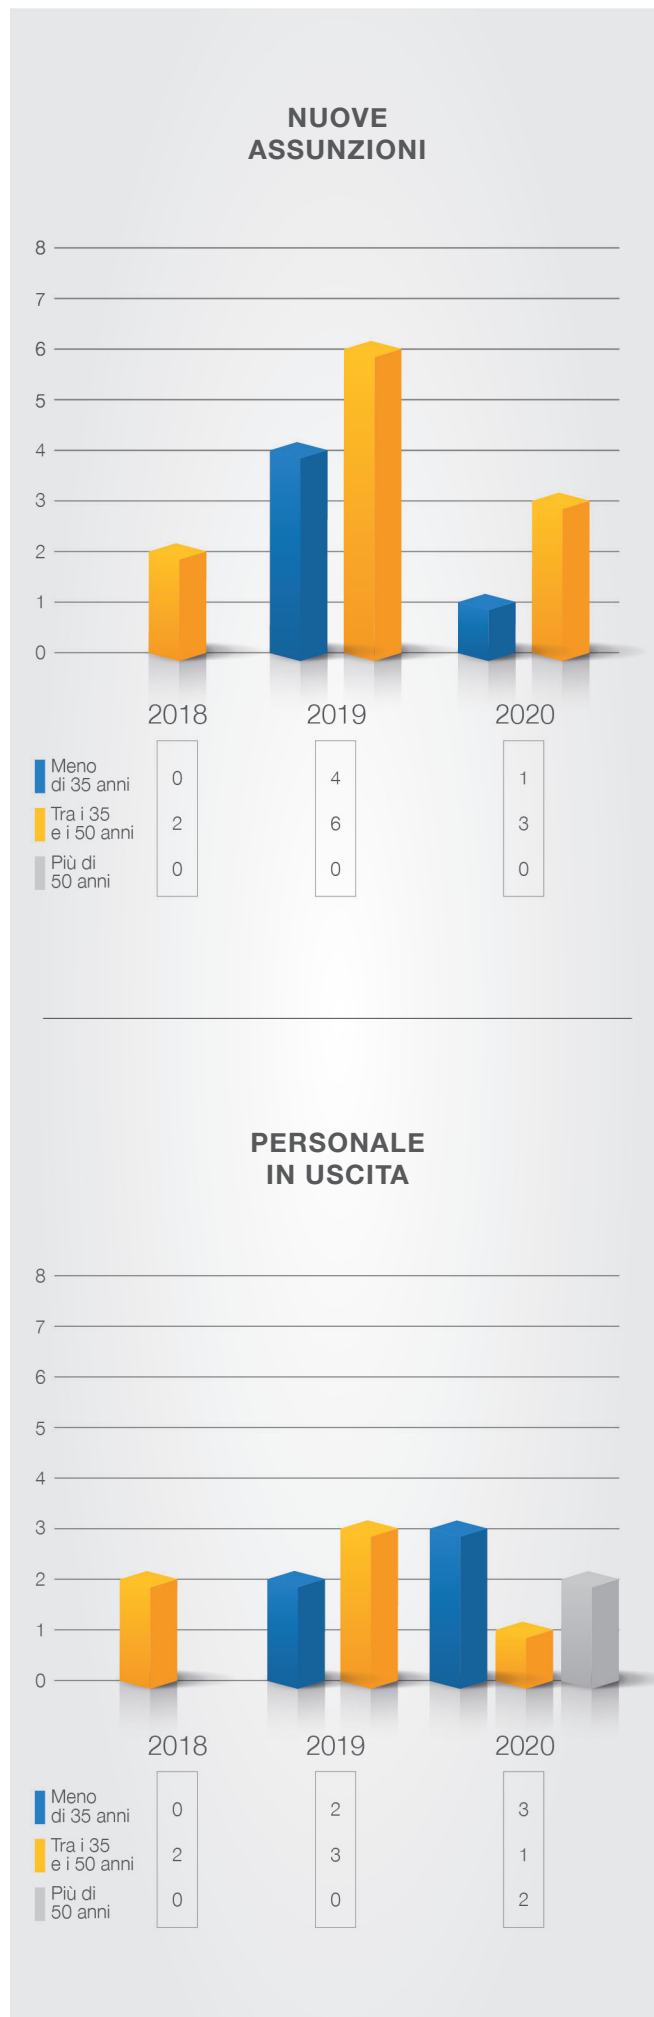 NUOVE
ASSUNZIONI
8
7
6
5
4
3
2
1
0
2018 2019 2020
Meno
di 35 anni 0 4 1
Tra i 35
e i 50 anni 2 6 3
Più di
50 anni 0 0 0
PERSONALE
IN USCITA
8
7
6
5
4
3
2
1
0
2018 2019 2020
Meno
di 35 anni 0 2 3
Tra i 35
e i 50 anni 2 3 1
Più di
50 anni 0 0 2